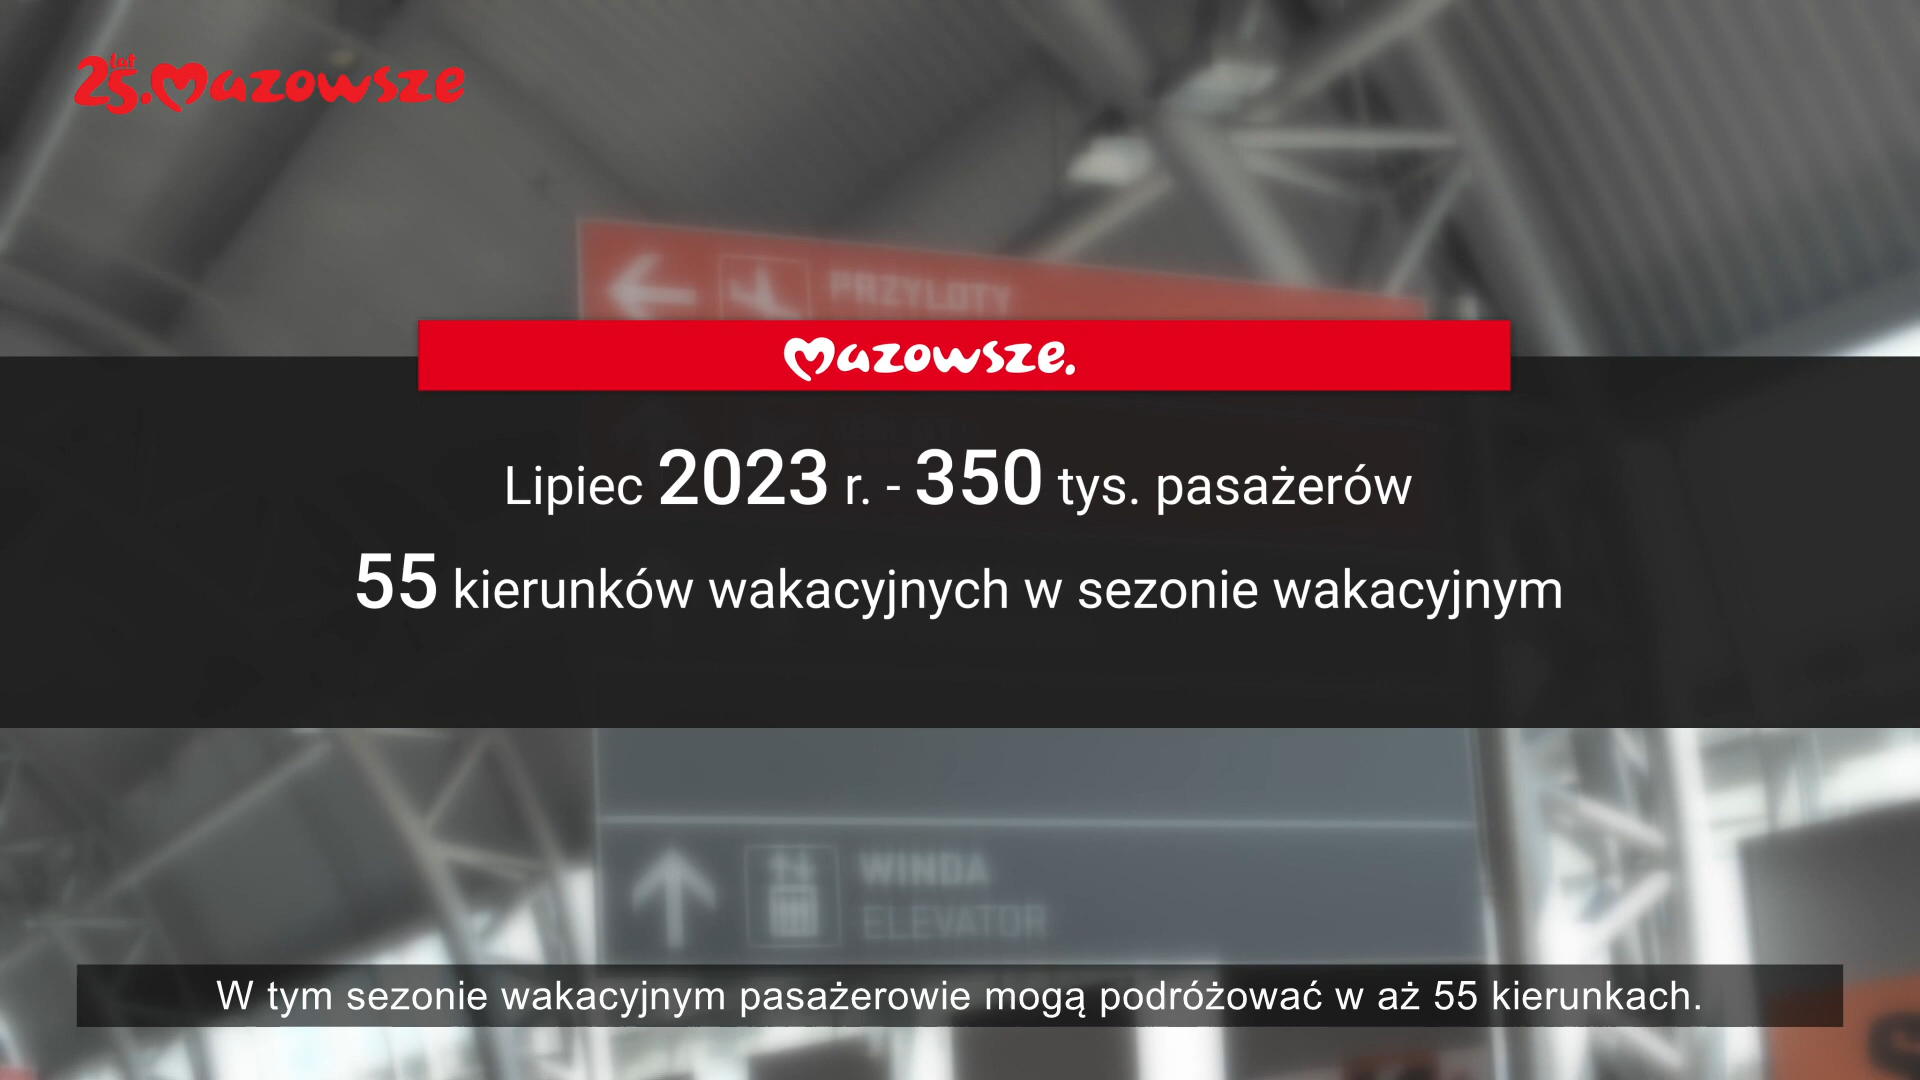 25 lat. Mazowsze
PRZYLOTY
Mazowsze.
Lipiec 2023 r. - 350 tys. pasażerów
55 kierunków wakacyjnych w sezonie wakacyjnym
WINDA
ELEVATOR
W tym sezonie wakacyjnym pasażerowie mogą podróżować w aż 55 kierunkach.